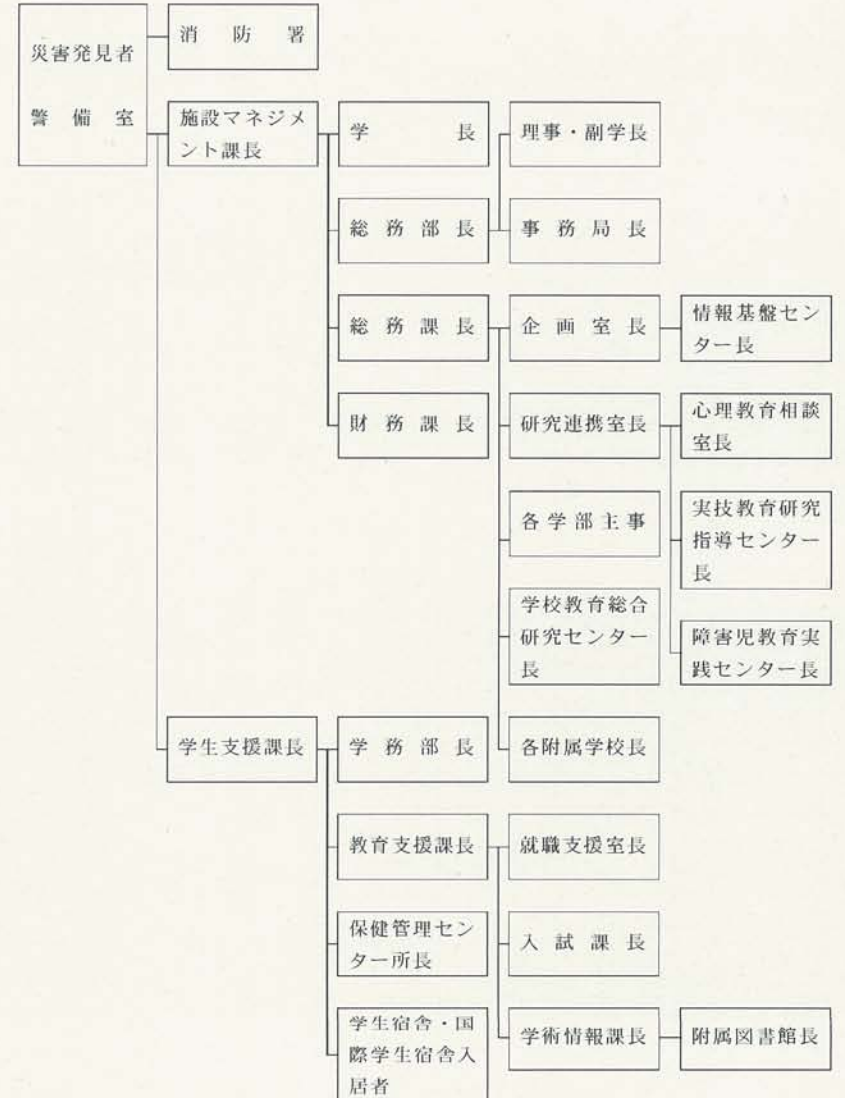 災害発見者
警備室
消防署
施設マネジメ
ント課長
学長
理事・副学長
総務部長
事務局長
総務課長
企画室長
情報基盤セン
ター長
財務課長
研究連携室長
心理教育相談
室長
各学部主事
実技教育研究
指導センター
長
学校教育総合
研究センター
長
障害児教育実
践センター長
学生支援課長
学務部長
各附属学校長
教育支援課長
就職支援室長
保健管理セン
ター所長
入試課長
学生宿舎・国
際学生宿舎入
居者
学術情報課長
附属図書館長